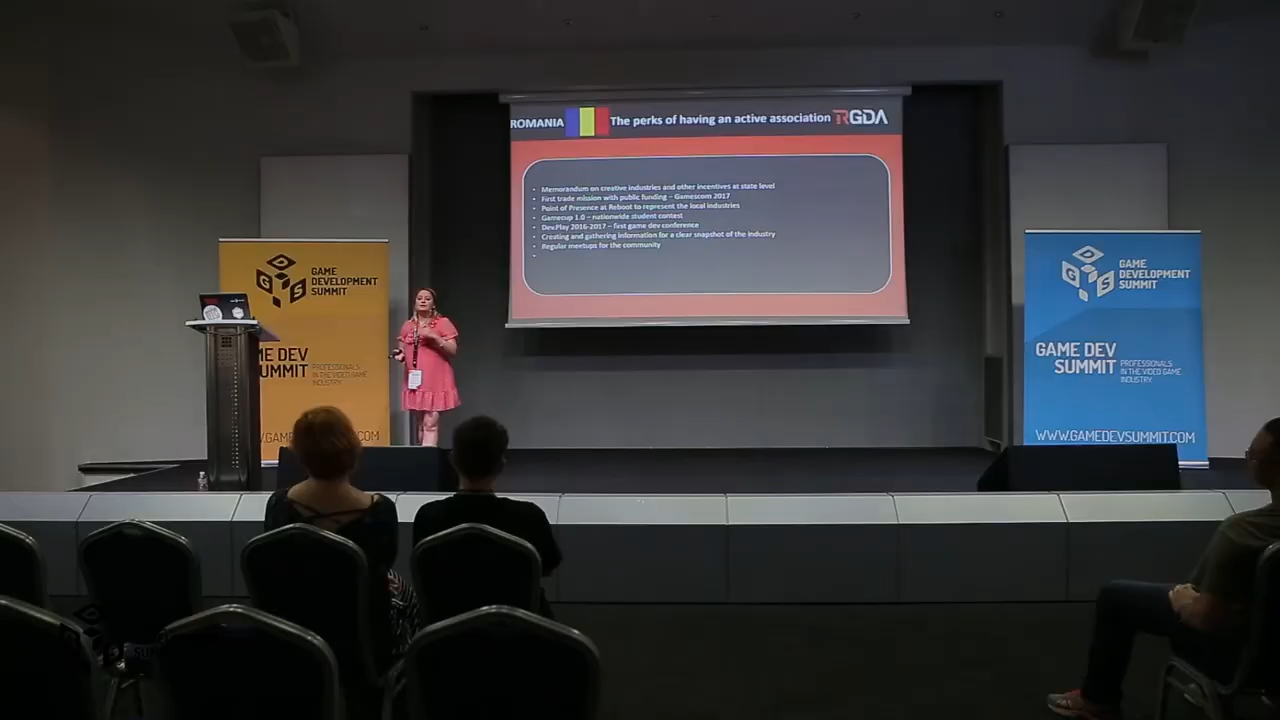 ROMANIA The perks of having an active association RGDA
• Memorandum on creative industries and other incentives at state level
• First trade mission with public funding – Gamescom 2017
• Point of Presence at Reboot to represent the local industries
• Gamecup 1.0 – nationwide student contest
• Dev.Play 2016-2017 – first game dev conference
• Creating and gathering information for a clear snapshot of the industry
• Regular meetups for the community
•
G D S
GAME
DEVELOPMENT
SUMMIT
ME DEV
UMMIT
PROFESSIONALS
IN THE VIDEO GAME
INDUSTRY
W.GAM
COM
G D S
GAME
DEVELOPMENT
SUMMIT
GAME DEV
SUMMIT
PROFESSIONALS
IN THE VIDEO GAME
INDUSTRY
WWW.GAMEDEVSUMMIT.COM